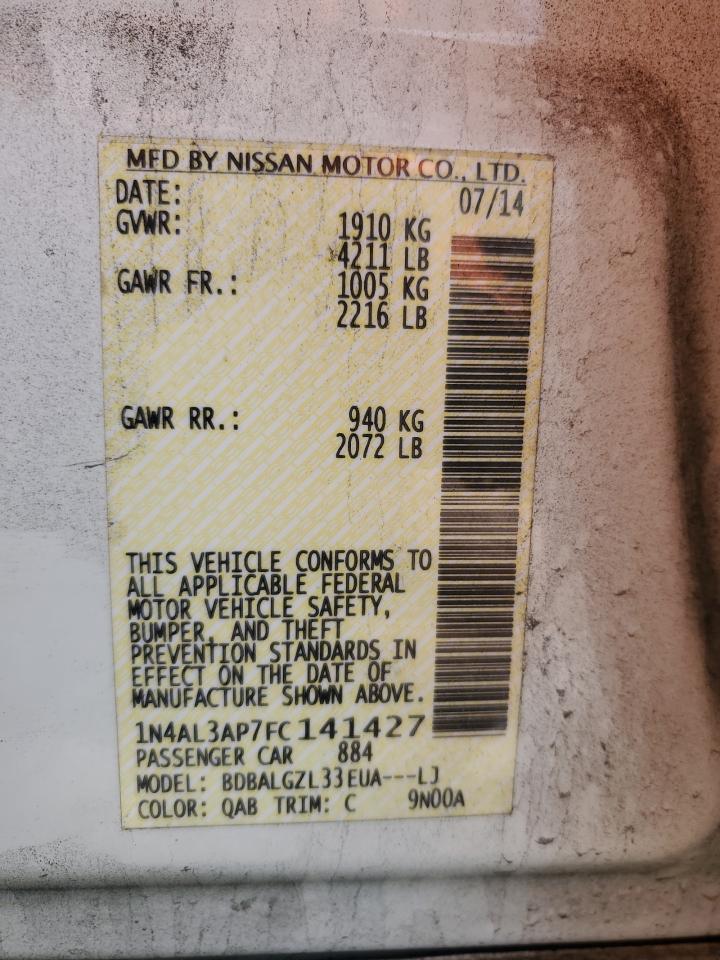 MFD BY NISSAN MOTOR CO., LTD.
DATE: 07/14
GVWR: 1910 KG
4211 LB
GAWR FR.: 1005 KG
2216 LB
GAWR RR.: 940 KG
2072 LB
THIS VEHICLE CONFORMS TO
ALL APPLICABLE FEDERAL
MOTOR VEHICLE SAFETY,
BUMPER, AND THEFT
PREVENTION STANDARDS IN
EFFECT ON THE DATE OF
MANUFACTURE SHOWN ABOVE.
1N4AL3AP7FC141427
PASSENGER CAR 884
MODEL: BDBALGZL33EUA---LJ
COLOR: QAB TRIM: C 9N00A